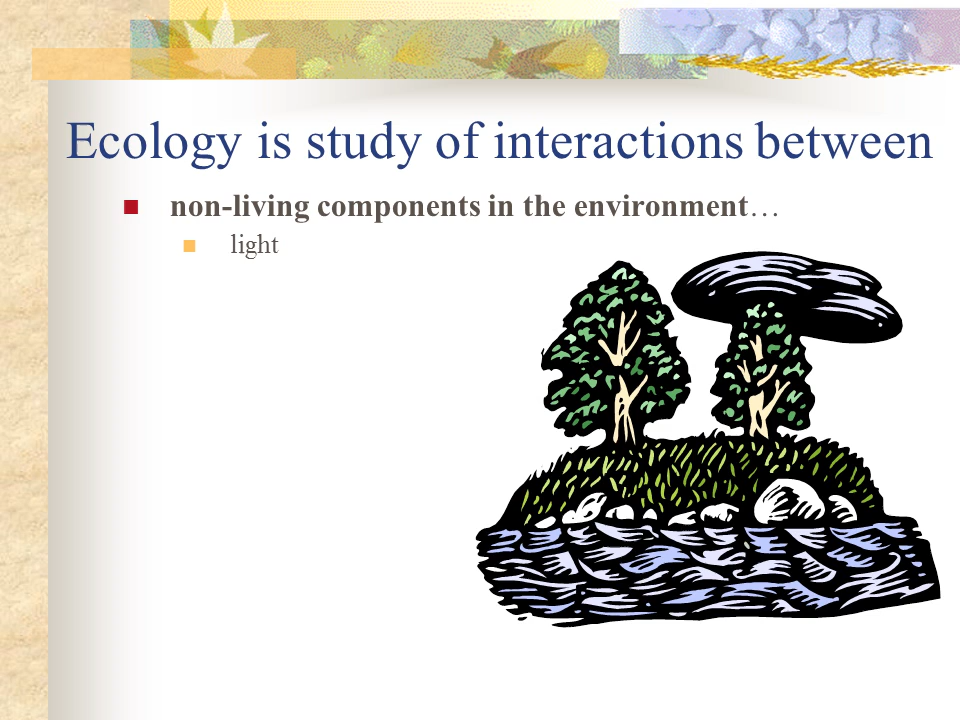 Ecology is study of interactions between
non-living components in the environment…
light